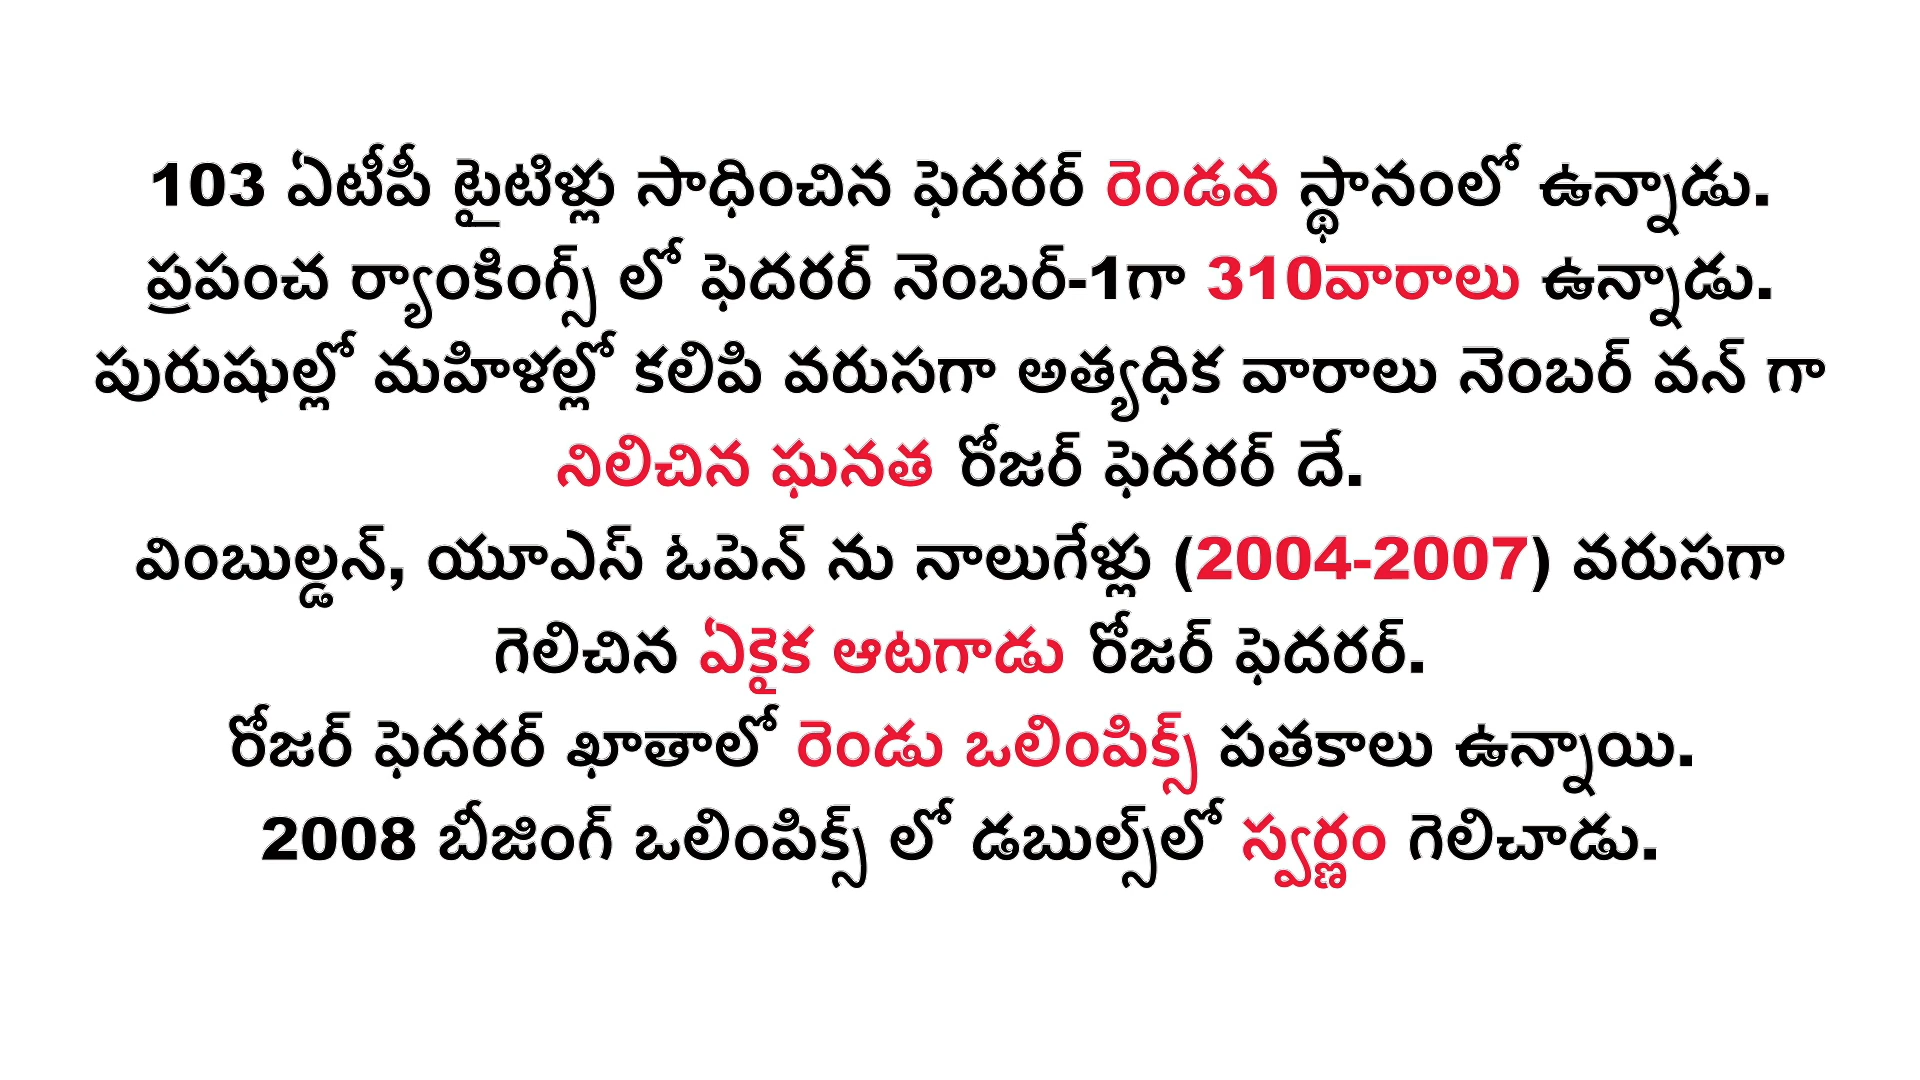 103 ఏటీపీ టైటిళ్లు సాధించిన ఫెదరర్ రెండవ స్థానంలో ఉన్నాడు.
ప్రపంచ ర్యాంకింగ్స్ లో ఫెదరర్ నెంబర్-1గా 310వారాలు ఉన్నాడు.
పురుషుల్లో మహిళల్లో కలిపి వరుసగా అత్యధిక వారాలు నెంబర్ వన్ గా
నిలిచిన ఘనత రోజర్ ఫెదరర్ దే.
వింబుల్డన్, యూఎస్ ఓపెన్ ను నాలుగేళ్లు (2004-2007) వరుసగా
గెలిచిన ఏకైక ఆటగాడు రోజర్ ఫెదరర్.
రోజర్ ఫెదరర్ ఖాతాలో రెండు ఒలింపిక్స్ పతకాలు ఉన్నాయి.
2008 బీజింగ్ ఒలింపిక్స్ లో డబుల్స్‌లో స్వర్ణం గెలిచాడు.